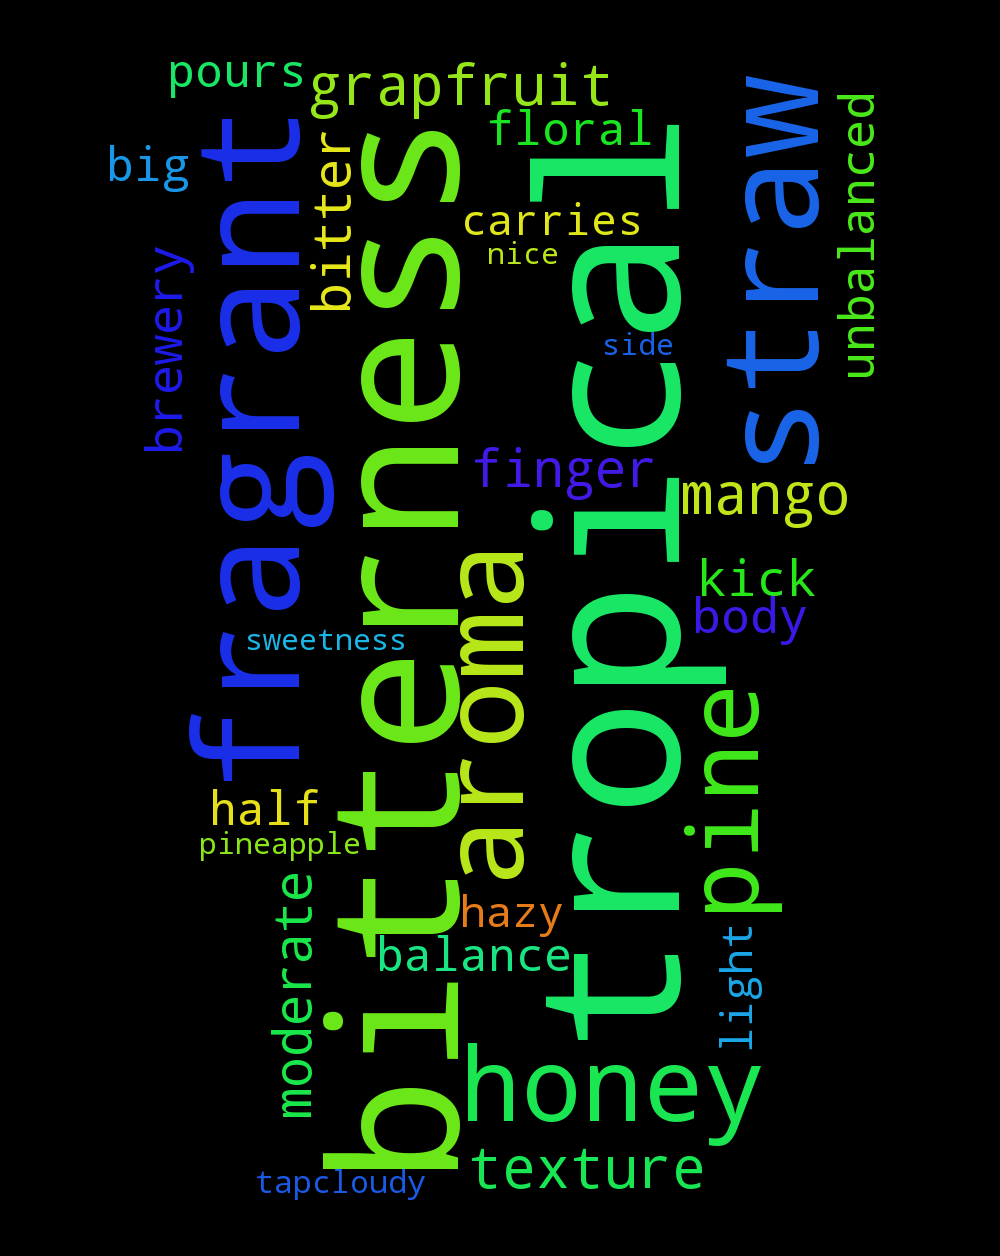 pours
grapfruit
floral
big
fragrant
bitter
bitterness
tropical
straw
unbalanced
carries
nice
brewery
side
finger
mango
aroma
kick
body
sweetness
pine
half
pineapple
moderate
hazy
balance
light
honey
texture
tapcloudy